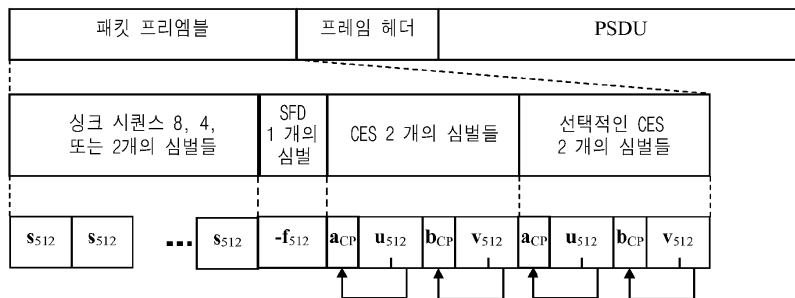 패킷 프리엠블 프레임 헤더 PSDU
싱크 시퀀스 8, 4,
또는 2개의 심벌들
SFD
1 개의
심벌
CES 2 개의 심벌들
선택적인 CES
2 개의 심벌들
s512 s512 ... s512 -f512 aCP u512 bCP v512 aCP u512 bCP v512